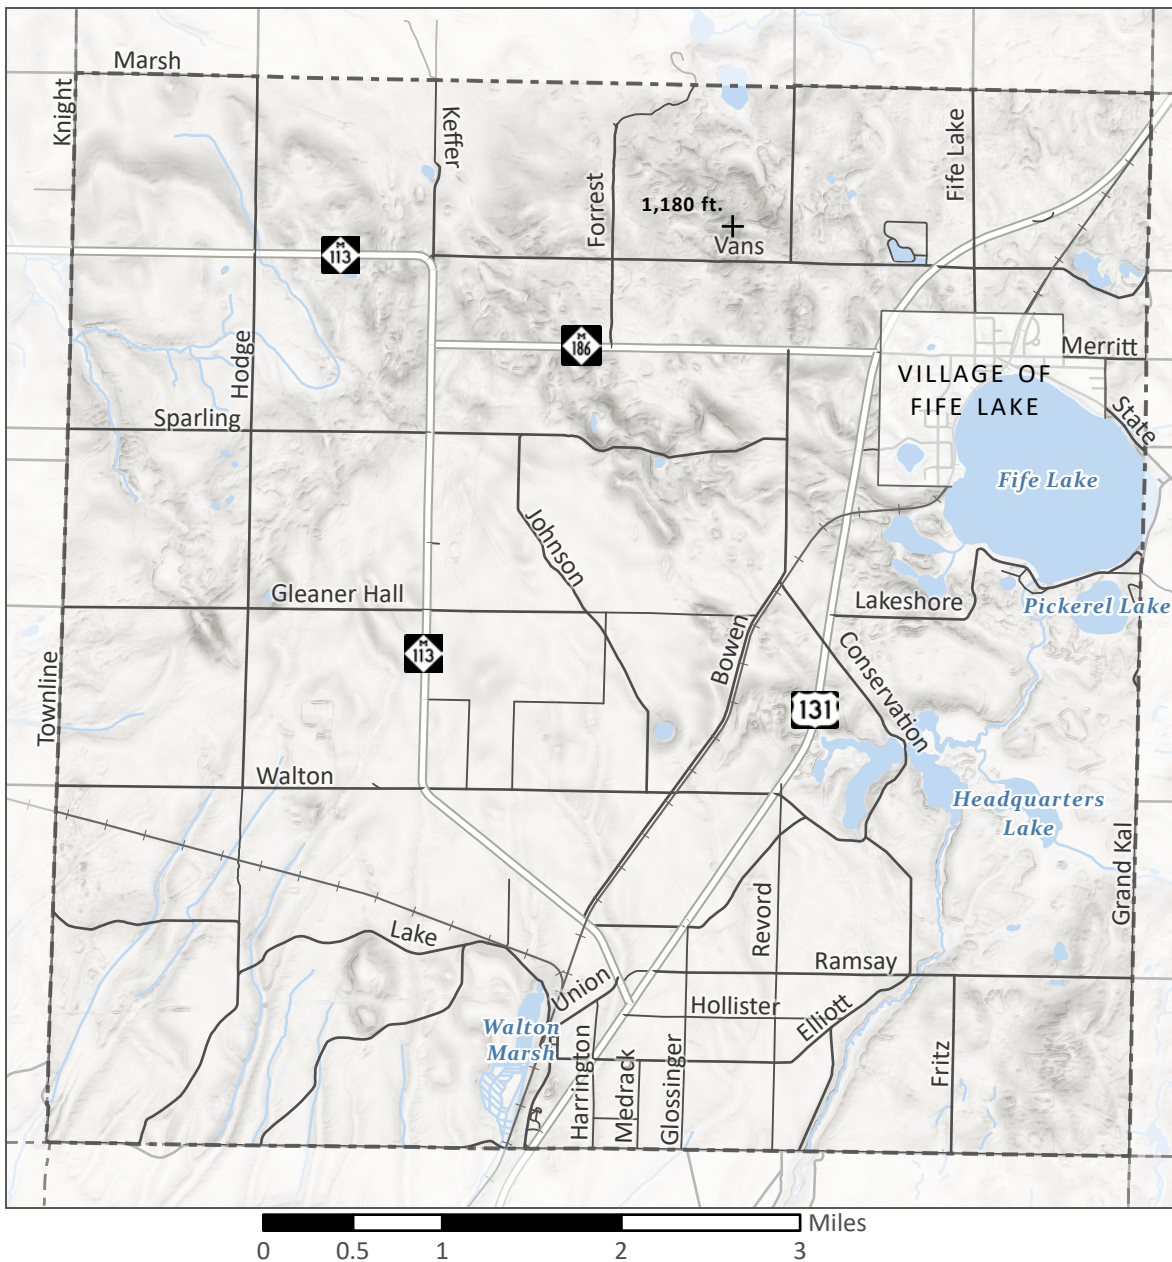 Marsh
Knight
Keffer
Forrest
Fife Lake
1,180 ft.
Vans
M
113
M
186
Merritt
VILLAGE OF
FIFE LAKE
State
Hodge
Sparling
Fife Lake
Johnson
Gleaner Hall
Lakeshore
Pickerel Lake
M
113
Bowen
Conservation
Townline
131
Walton
Headquarters
Lake
Grand Kal
Revord
Lake
Ramsay
Union
Hollister
Elliott
Walton
Marsh
Harrington
Medrack
Glossinger
Fritz
Miles
0 0.5 1 2 3